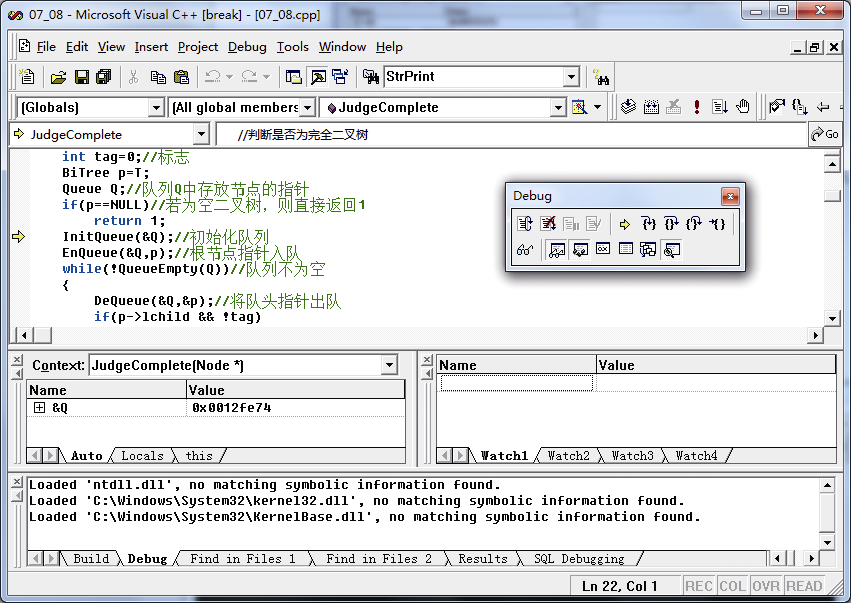 07_08 - Microsoft Visual C++ [break] - [07_08.cpp]
File Edit View Insert Project Debug Tools Window Help
StrPrint
(Globals) (All global members JudgeComplete
JudgeComplete //判断是否为完全二叉树 Go
int tag=0;//标志
BiTree p=T;
Queue Q;//队列Q中存放节点的指针
if(p==NULL)//若为空二叉树，则直接返回1
return 1;
InitQueue(&Q);//初始化队列
EnQueue(&Q,p);//根节点指针入队
while(!QueueEmpty(Q))//队列不为空
{
DeQueue(&Q,&p);//将队头指针出队
if(p->lchild && !tag)
Debug
Context: JudgeComplete(Node *)
Name Value
&Q 0x0012fe74
Auto Locals this
Name Value
Watch1 Watch2 Watch3 Watch4
Loaded 'ntdll.dll', no matching symbolic information found.
Loaded 'C:\Windows\System32\kernel32.dll', no matching symbolic information found.
Loaded 'C:\Windows\System32\KernelBase.dll', no matching symbolic information found.
Build Debug Find in Files 1 Find in Files 2 Results SQL Debugging
Ln 22, Col 1 REC COL OVR READ